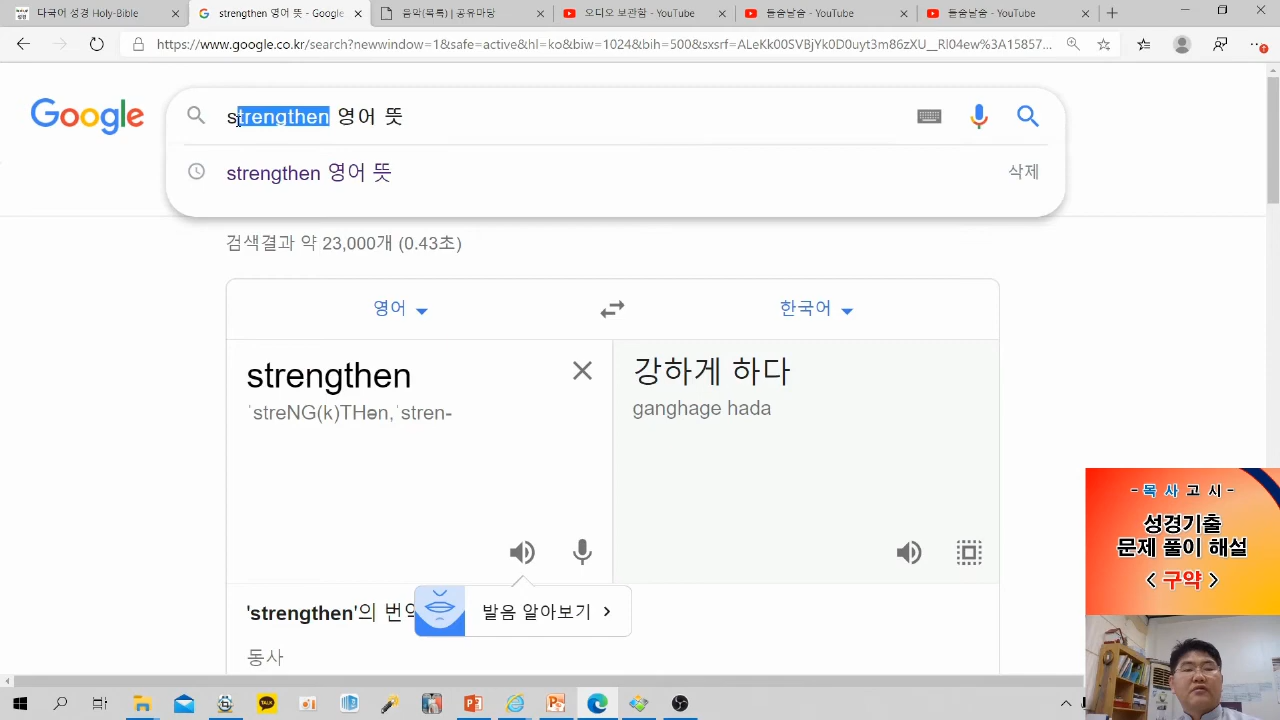 다국어 성경 Holy-Bible
strengthen 영어 뜻 - Google
음악(목록) | 공유마당
오디오 보관함 - YouTube
들숨날숨 - YouTube
들숨날숨 - YouTube
https://www.google.co.kr/search?newwindow=1&safe=active&hl=ko&biw=1024&bih=500&sxsrf=ALeKk00SVBjYk0D0uyt3m86zXU__Rl04ew%3A15857...
Google
strengthen 영어 뜻
strengthen 영어 뜻
삭제
검색결과 약 23,000개 (0.43초)
영어
한국어
strengthen
ˈstreNG(k)THən,ˈstren-
강하게 하다
ganghage hada
발음 알아보기
'strengthen'의 번역
동사
- 목 사 고 시 -
성경기출
문제 풀이 해설
< 구약 >